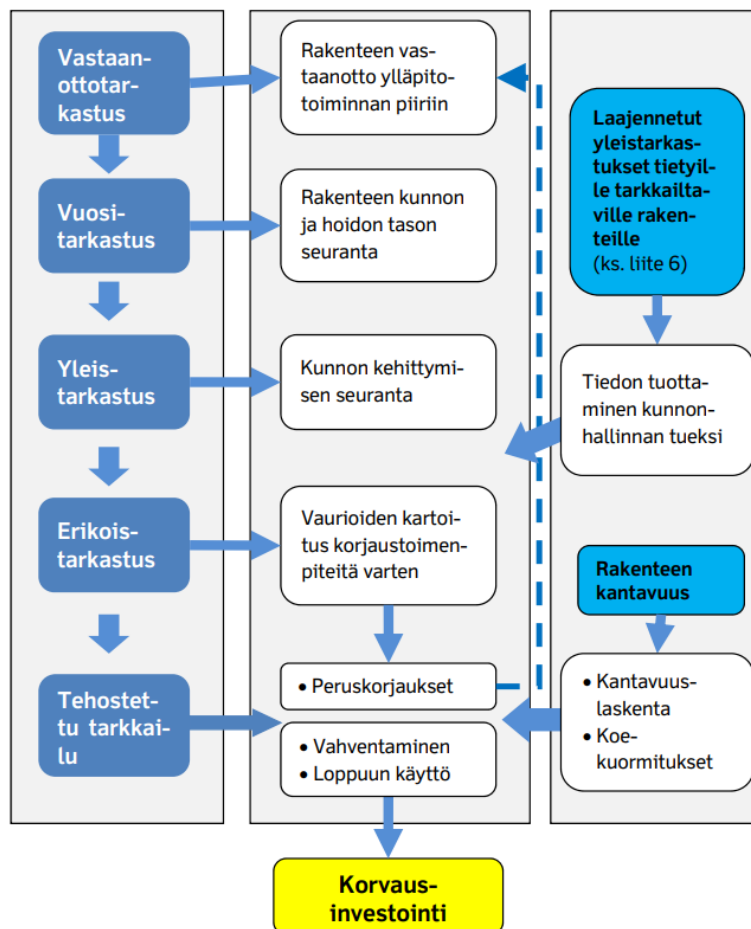 Vastaan-
ottotar-
kastus
Rakenteen vas-
taanotto ylläpito-
toiminnan piiriin
Laajennetut
yleistarkas-
tukset tietyil-
le tarkkailta-
ville raken-
teille
(ks. liite 6)
Vuosi-
tarkastus
Rakenteen kunnon
ja hoidon tason
seuranta
Yleis-
tarkastus
Kunnon kehittymi-
sen seuranta
Tiedon tuotta-
minen kunnon-
hallinnan tueksi
Erikois-
tarkastus
Vaurioiden kartoi-
tus korjaustoimen-
piteitä varten
Rakenteen
kantavuus
Tehostet-
tu tarkkai-
lu
• Peruskorjaukset
• Vahventaminen
• Loppuun käyttö
• Kantavuus-
laskenta
• Koe-
kuormitukset
Korvaus-
investointi